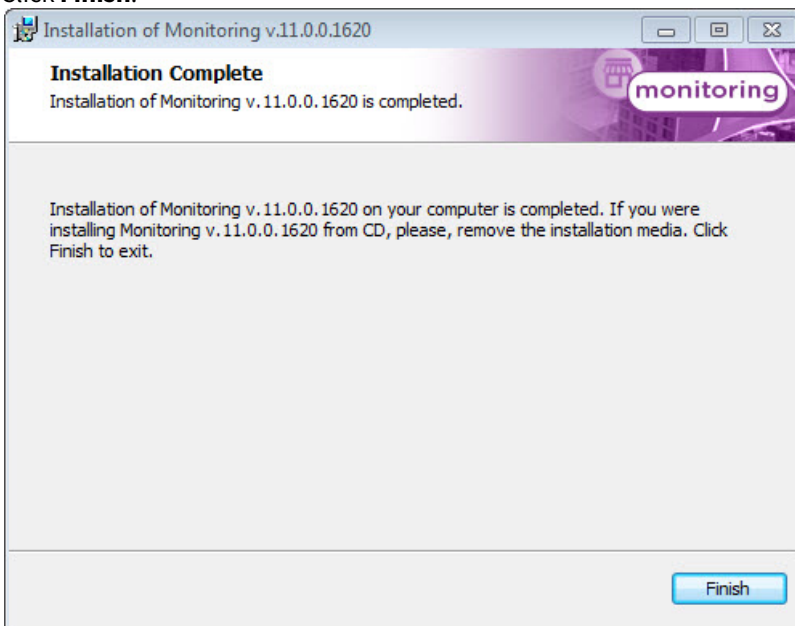 Click Finish.
Installation of Monitoring v.11.0.0.1620
Installation Complete
Installation of Monitoring v.11.0.0.1620 is completed.
monitoring
Installation of Monitoring v.11.0.0.1620 on your computer is completed. If you were
installing Monitoring v.11.0.0.1620 from CD, please, remove the installation media. Click
Finish to exit.
Finish